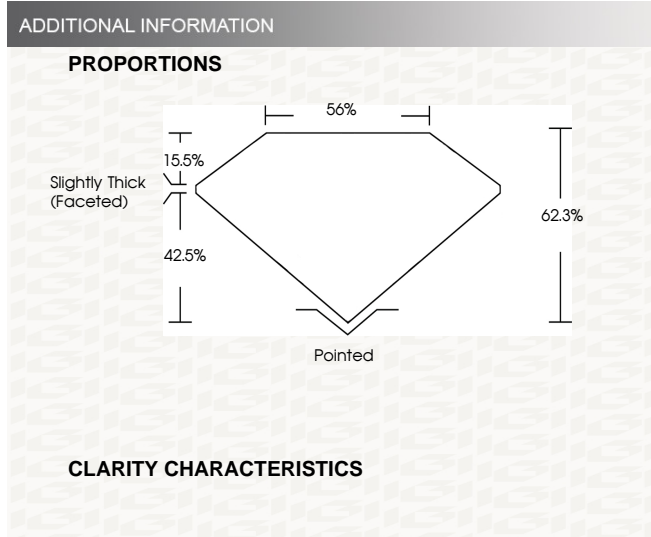 ADDITIONAL INFORMATION
PROPORTIONS
56%
15.5%
Slightly Thick
(Faceted)
62.3%
42.5%
Pointed
CLARITY CHARACTERISTICS